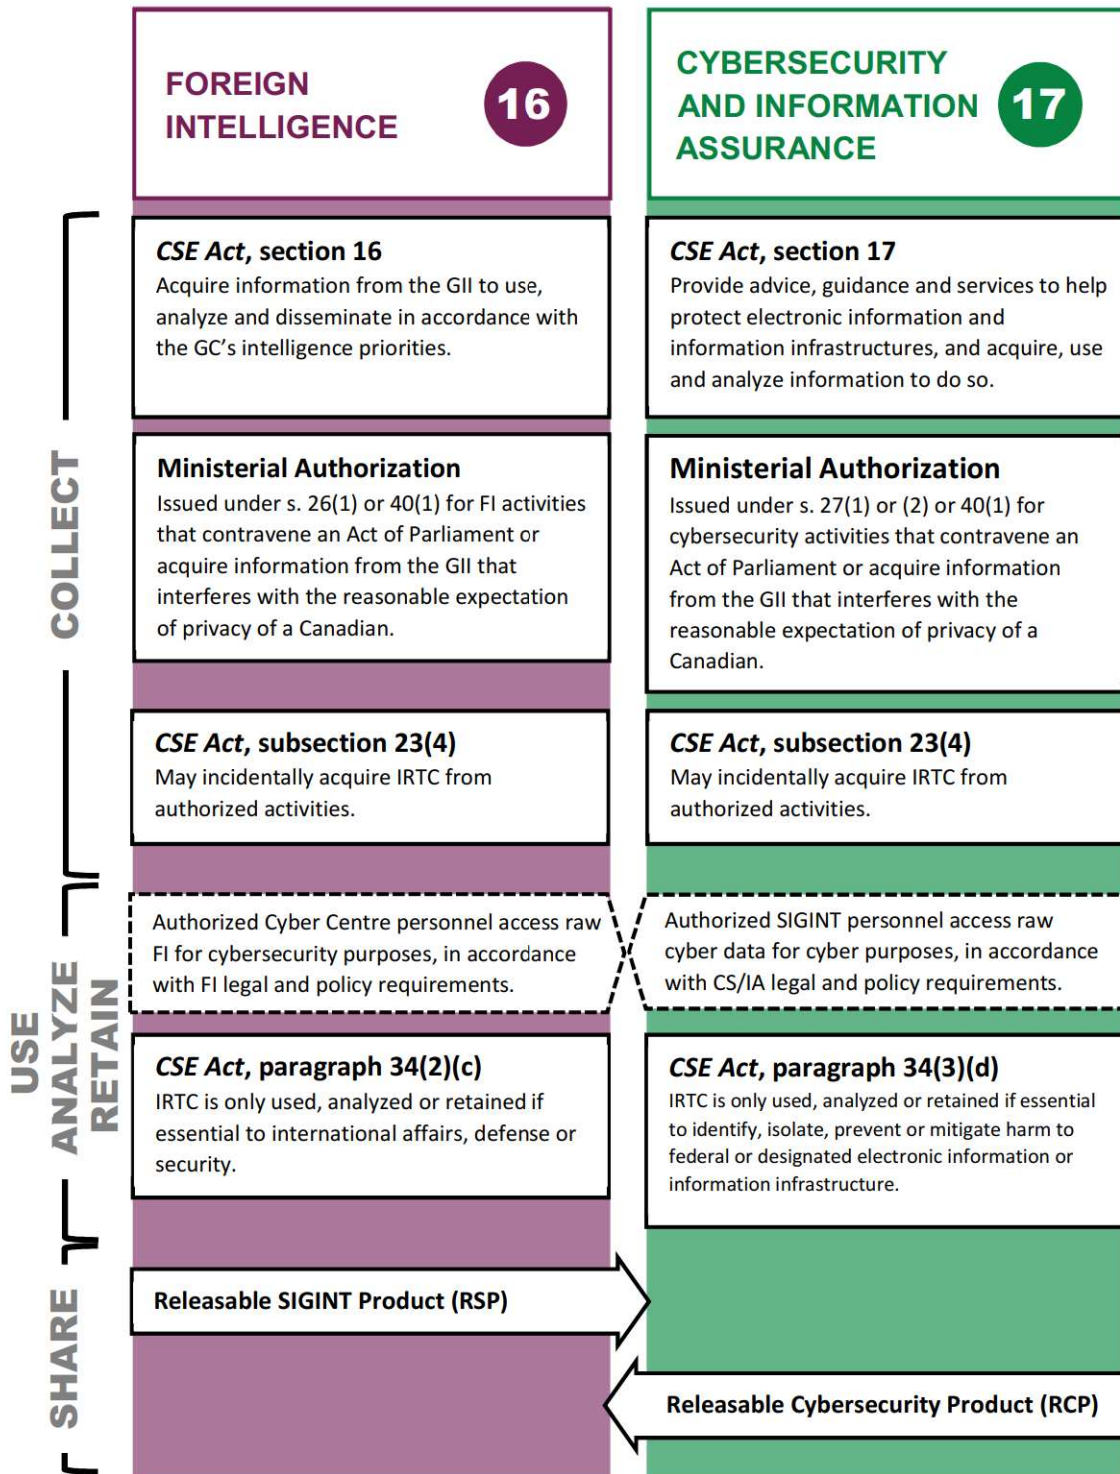 FOREIGN
INTELLIGENCE
16
CYBERSECURITY
AND INFORMATION
ASSURANCE
17
COLLECT
CSE Act, section 16
Acquire information from the GII to use,
analyze and disseminate in accordance with
the GC’s intelligence priorities.
CSE Act, section 17
Provide advice, guidance and services to help
protect electronic information and
information infrastructures, and acquire, use
and analyze information to do so.
Ministerial Authorization
Issued under s. 26(1) or 40(1) for FI activities
that contravene an Act of Parliament or
acquire information from the GII that
interferes with the reasonable expectation
of privacy of a Canadian.
Ministerial Authorization
Issued under s. 27(1) or (2) or 40(1) for
cybersecurity activities that contravene an
Act of Parliament or acquire information
from the GII that interferes with the
reasonable expectation of privacy of a
Canadian.
CSE Act, subsection 23(4)
May incidentally acquire IRTC from
authorized activities.
CSE Act, subsection 23(4)
May incidentally acquire IRTC from
authorized activities.
USE
ANALYZE
RETAIN
Authorized Cyber Centre personnel access raw
FI for cybersecurity purposes, in accordance
with FI legal and policy requirements.
Authorized SIGINT personnel access raw
cyber data for cyber purposes, in accordance
with CS/IA legal and policy requirements.
CSE Act, paragraph 34(2)(c)
IRTC is only used, analyzed or retained if
essential to international affairs, defense or
security.
CSE Act, paragraph 34(3)(d)
IRTC is only used, analyzed or retained if essential
to identify, isolate, prevent or mitigate harm to
federal or designated electronic information or
information infrastructure.
SHARE
Releasable SIGINT Product (RSP)
Releasable Cybersecurity Product (RCP)